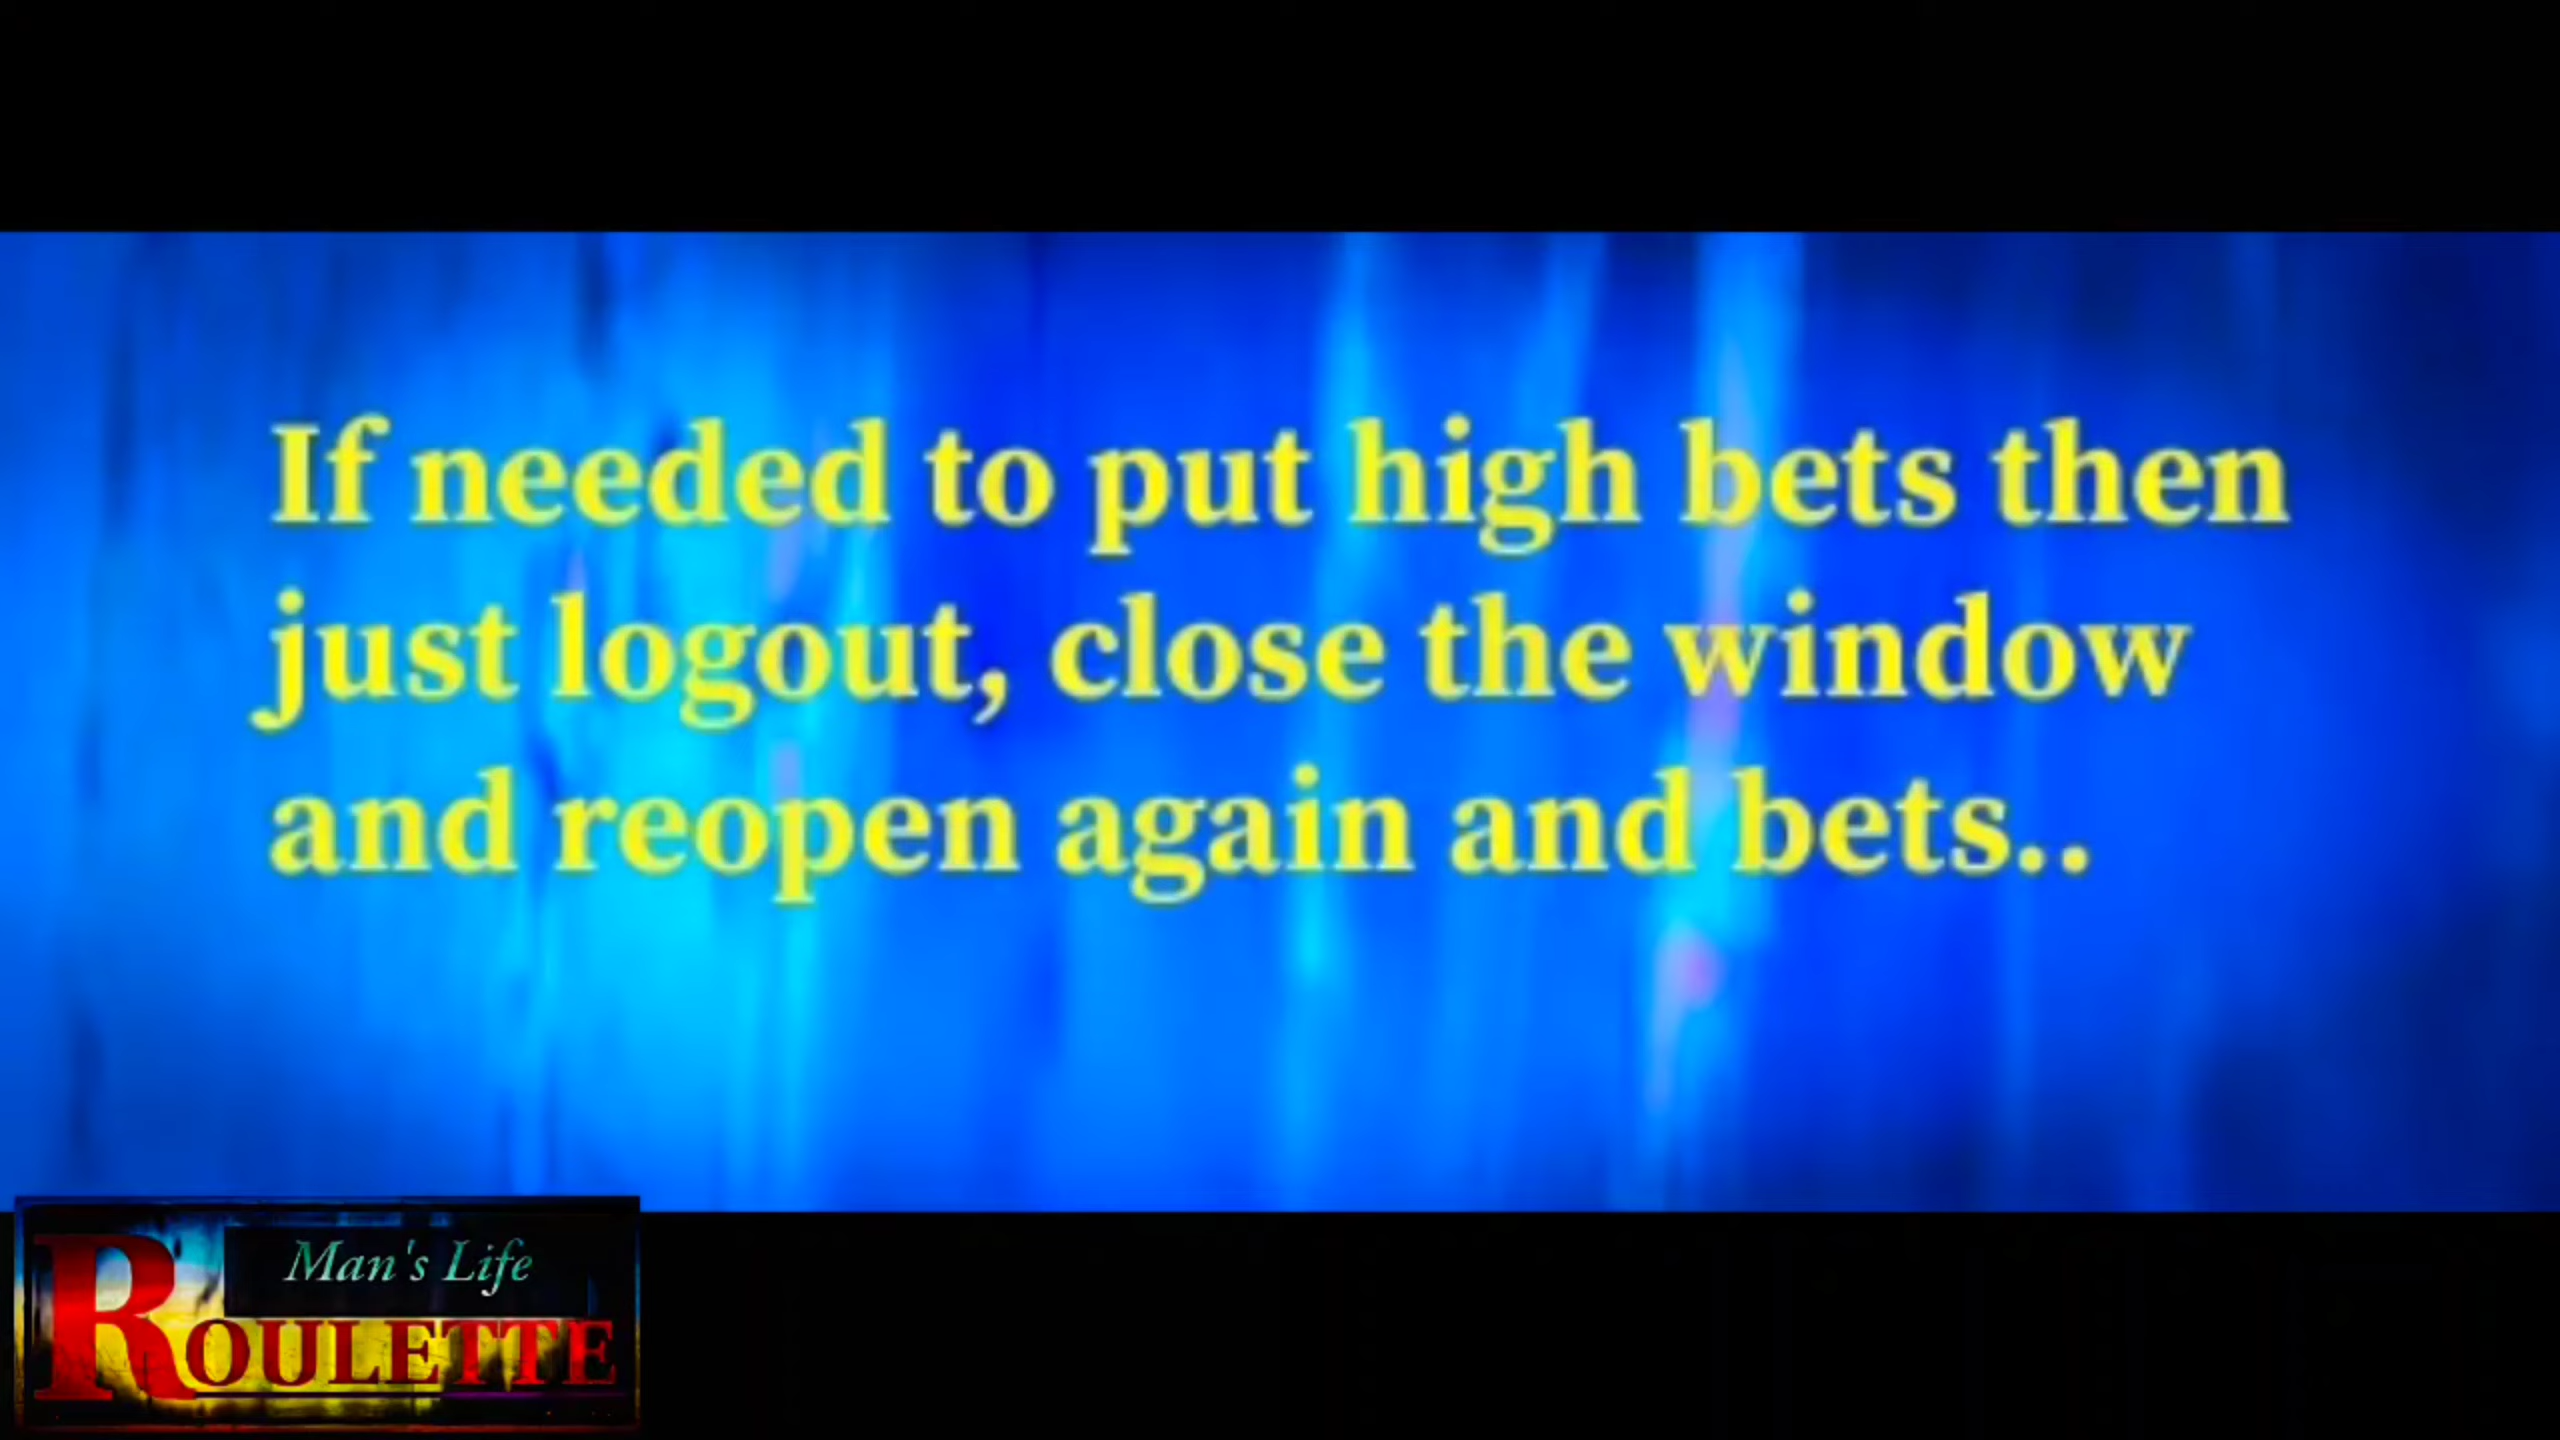 If needed to put high bets then
just logout, close the window
and reopen again and bets..
Man's Life
ROULETTE